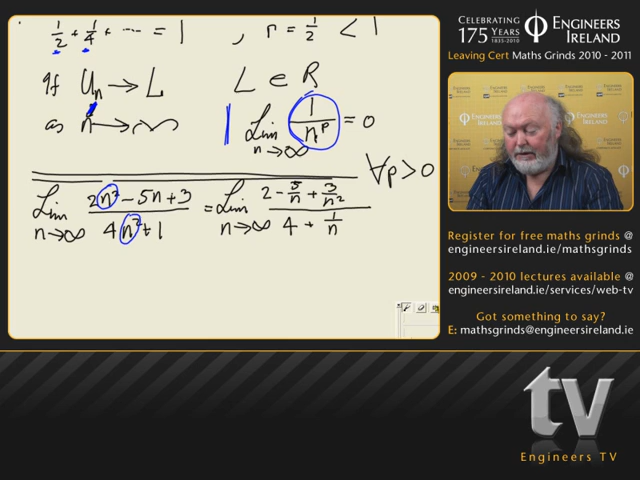 1/2 + 1/4 + ⋯ = 1 , r = 1/2 < 1
If Uₙ → L L ∈ R
as n → ∞ Lim n→∞ 1/nᵖ = 0
∀p > 0
Lim n→∞ (2n² − 5n + 3)/(4n² + 1) = Lim n→∞ (2 − 5/n + 3/n²)/(4 + 1/n
CELEBRATING
175 YEARS
1835-2010
ENGINEERS
IRELAND
Leaving Cert Maths Grinds 2010 - 2011
Register for free maths grinds @
engineersireland.ie/mathsgrinds
2009 - 2010 lectures available @
engineersireland.ie/services/web-tv
Got something to say?
E: mathsgrinds@engineersireland.ie
tv
Engineers TV